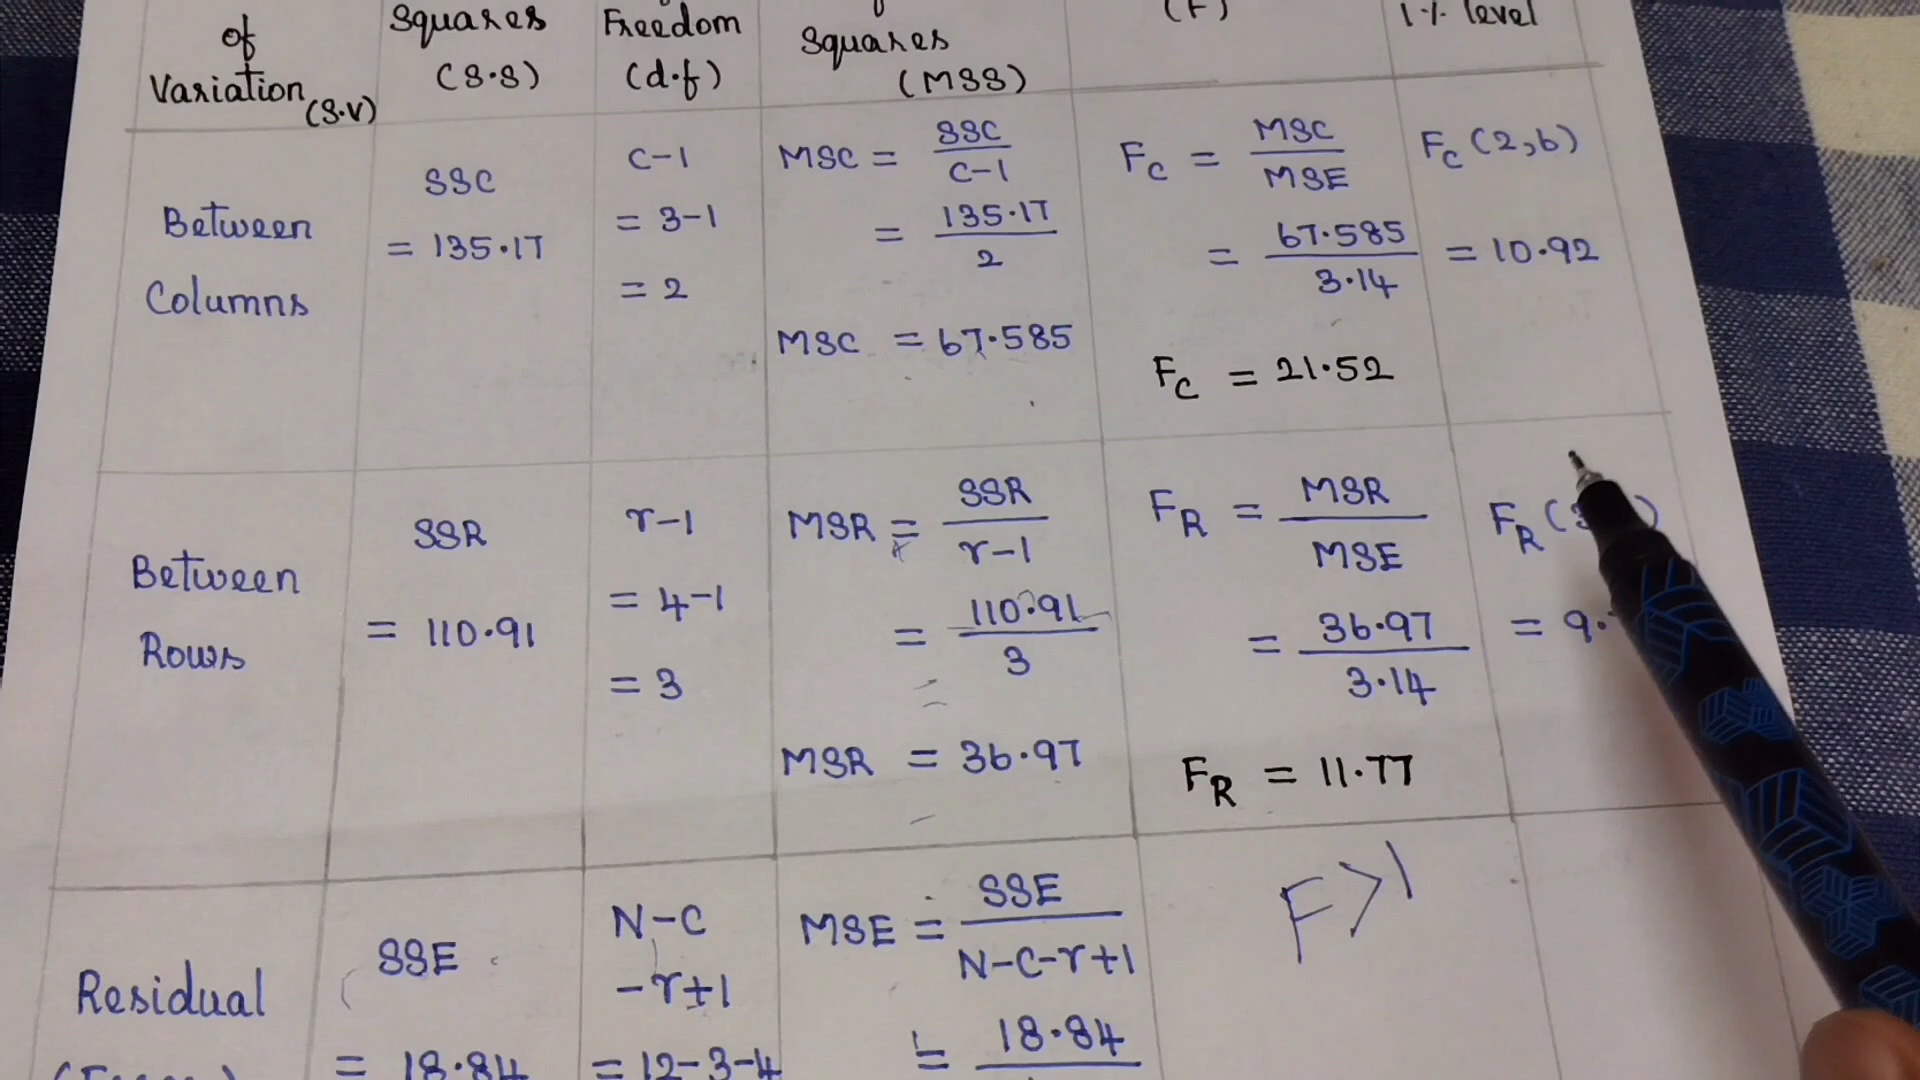 of
Variation (S.V)
Squares
(S.S)
Freedom
(d.f)
Squares
(MSS)
(F)
1% level
Between
Columns
SSC
= 135.17
C-1
= 3-1
= 2
MSC = SSC
C-1
= 135.17
2
MSC = 67.585
FC = MSC
MSE
= 67.585
3.14
FC = 21.52
FC (2,6)
= 10.92
Between
Rows
SSR
= 110.91
r-1
= 4-1
= 3
MSR = SSR
r-1
= 110.91
3
MSR = 36.97
FR = MSR
MSE
= 36.97
3.14
FR = 11.77
FR (
= 9.
Residual
SSE
= 18.84
N-C
-r+1
= 12-3-4
MSE = SSE
N-C-r+1
= 18.84
F>1